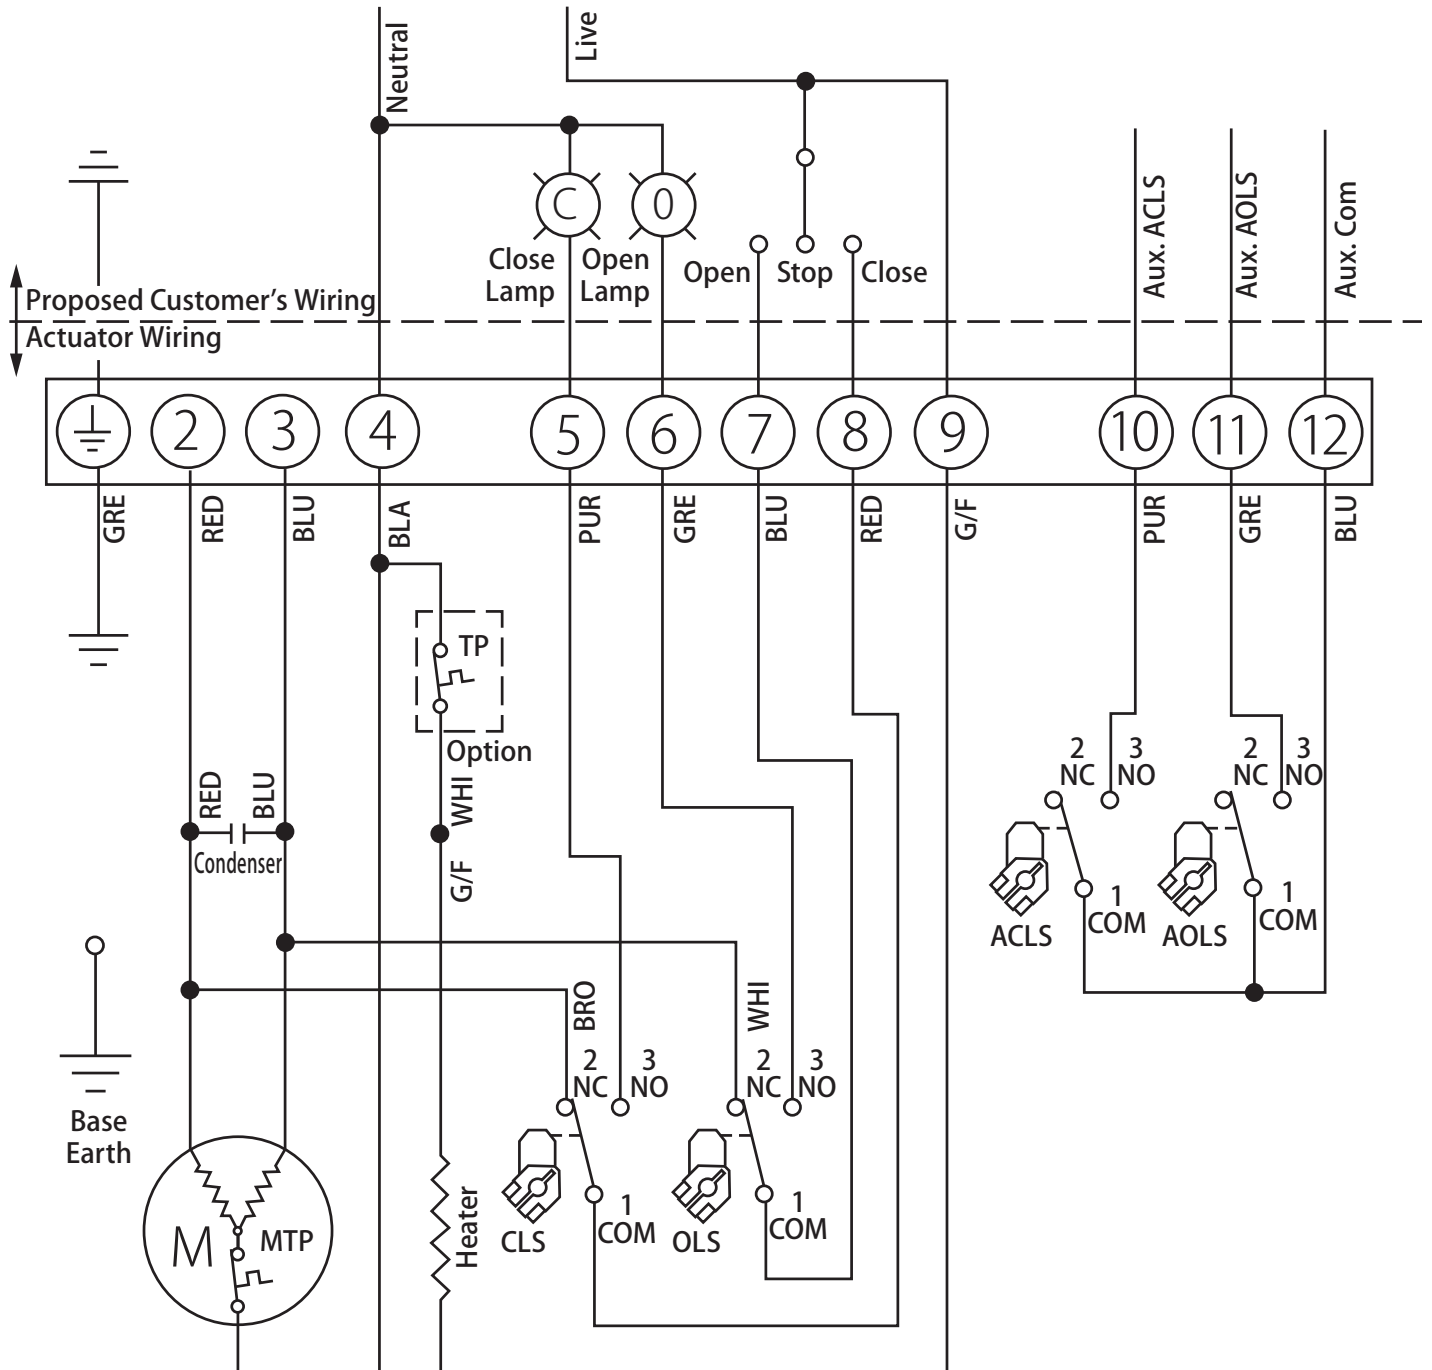 Neutral
Live
C
0
Close
Lamp
Open
Lamp
Open
Stop
Close
Aux. ACLS
Aux. AOLS
Aux. Com
Proposed Customer's Wiring
Actuator Wiring
2
3
4
5
6
7
8
9
10
11
12
GRE
RED
BLU
BLA
PUR
GRE
BLU
RED
G/F
PUR
GRE
BLU
TP
Option
RED
BLU
Condenser
WHI
G/F
2
NC
3
NO
2
NC
3
NO
1
COM
ACLS
1
COM
AOLS
Base
Earth
BRO
WHI
2
NC
3
NO
2
NC
3
NO
1
COM
CLS
1
COM
OLS
M
MTP
Heater